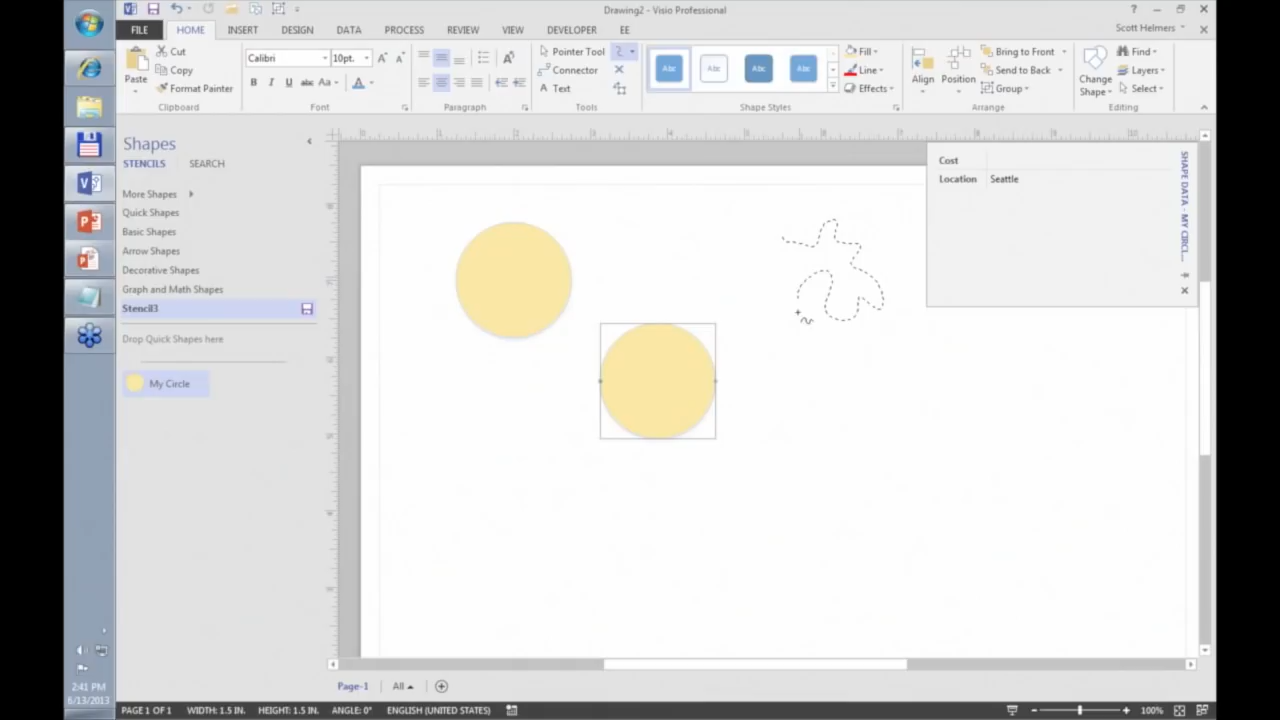 Drawing2 - Visio Professional
?
FILE HOME INSERT DESIGN DATA PROCESS REVIEW VIEW DEVELOPER EE
Scott Helmers
Paste
Cut
Copy
Format Painter
Clipboard
Calibri 10pt.
B I U abc Aa A
Font
Paragraph
Pointer Tool
Connector
A Text
Tools
Abc Abc Abc Abc
Shape Styles
Fill
Line
Effects
Align
Position
Bring to Front
Send to Back
Group
Arrange
Change
Shape
Find
Layers
Select
Editing
Shapes
STENCILS SEARCH
More Shapes
Quick Shapes
Basic Shapes
Arrow Shapes
Decorative Shapes
Graph and Math Shapes
Stencil3
Drop Quick Shapes here
My Circle
Cost
Location Seattle
SHAPE DATA - MY CIRCL...
Page-1 All
2:41 PM
6/13/2013
PAGE 1 OF 1 WIDTH: 1.5 IN. HEIGHT: 1.5 IN. ANGLE: 0° ENGLISH (UNITED STATES) 100%